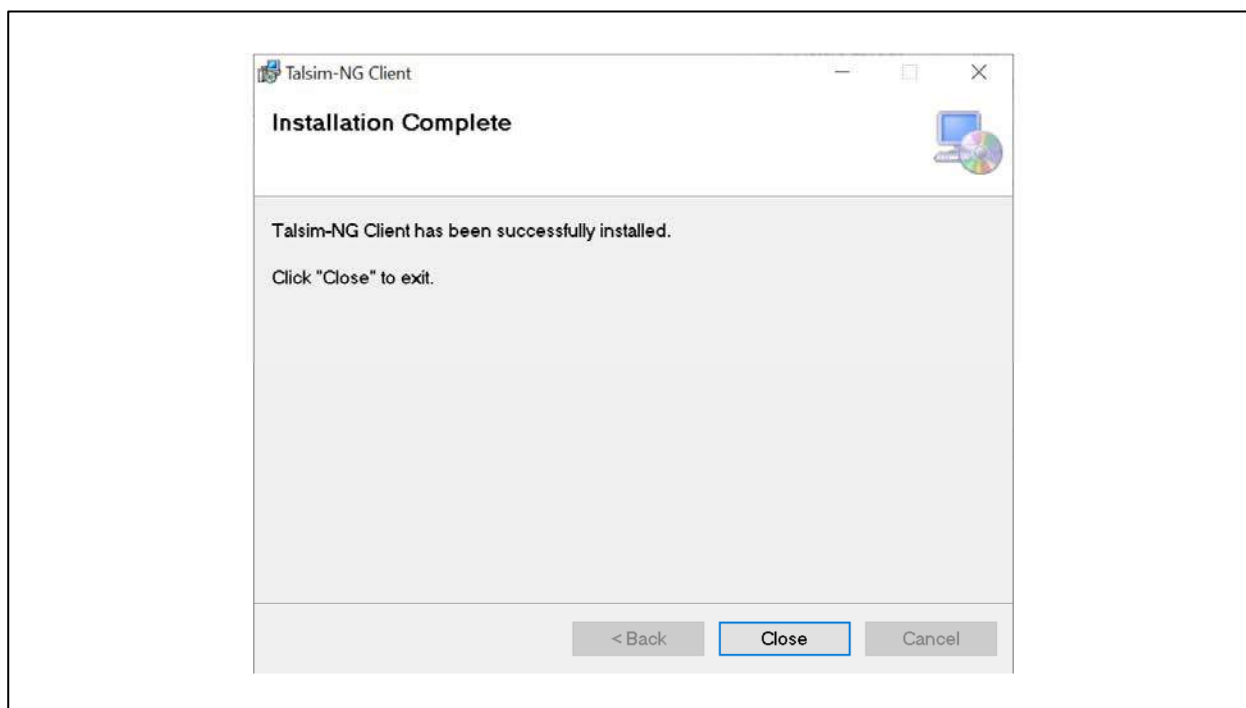 Talsim-NG Client
Installation Complete
Talsim-NG Client has been successfully installed.
Click "Close" to exit.
< Back
Close
Cancel